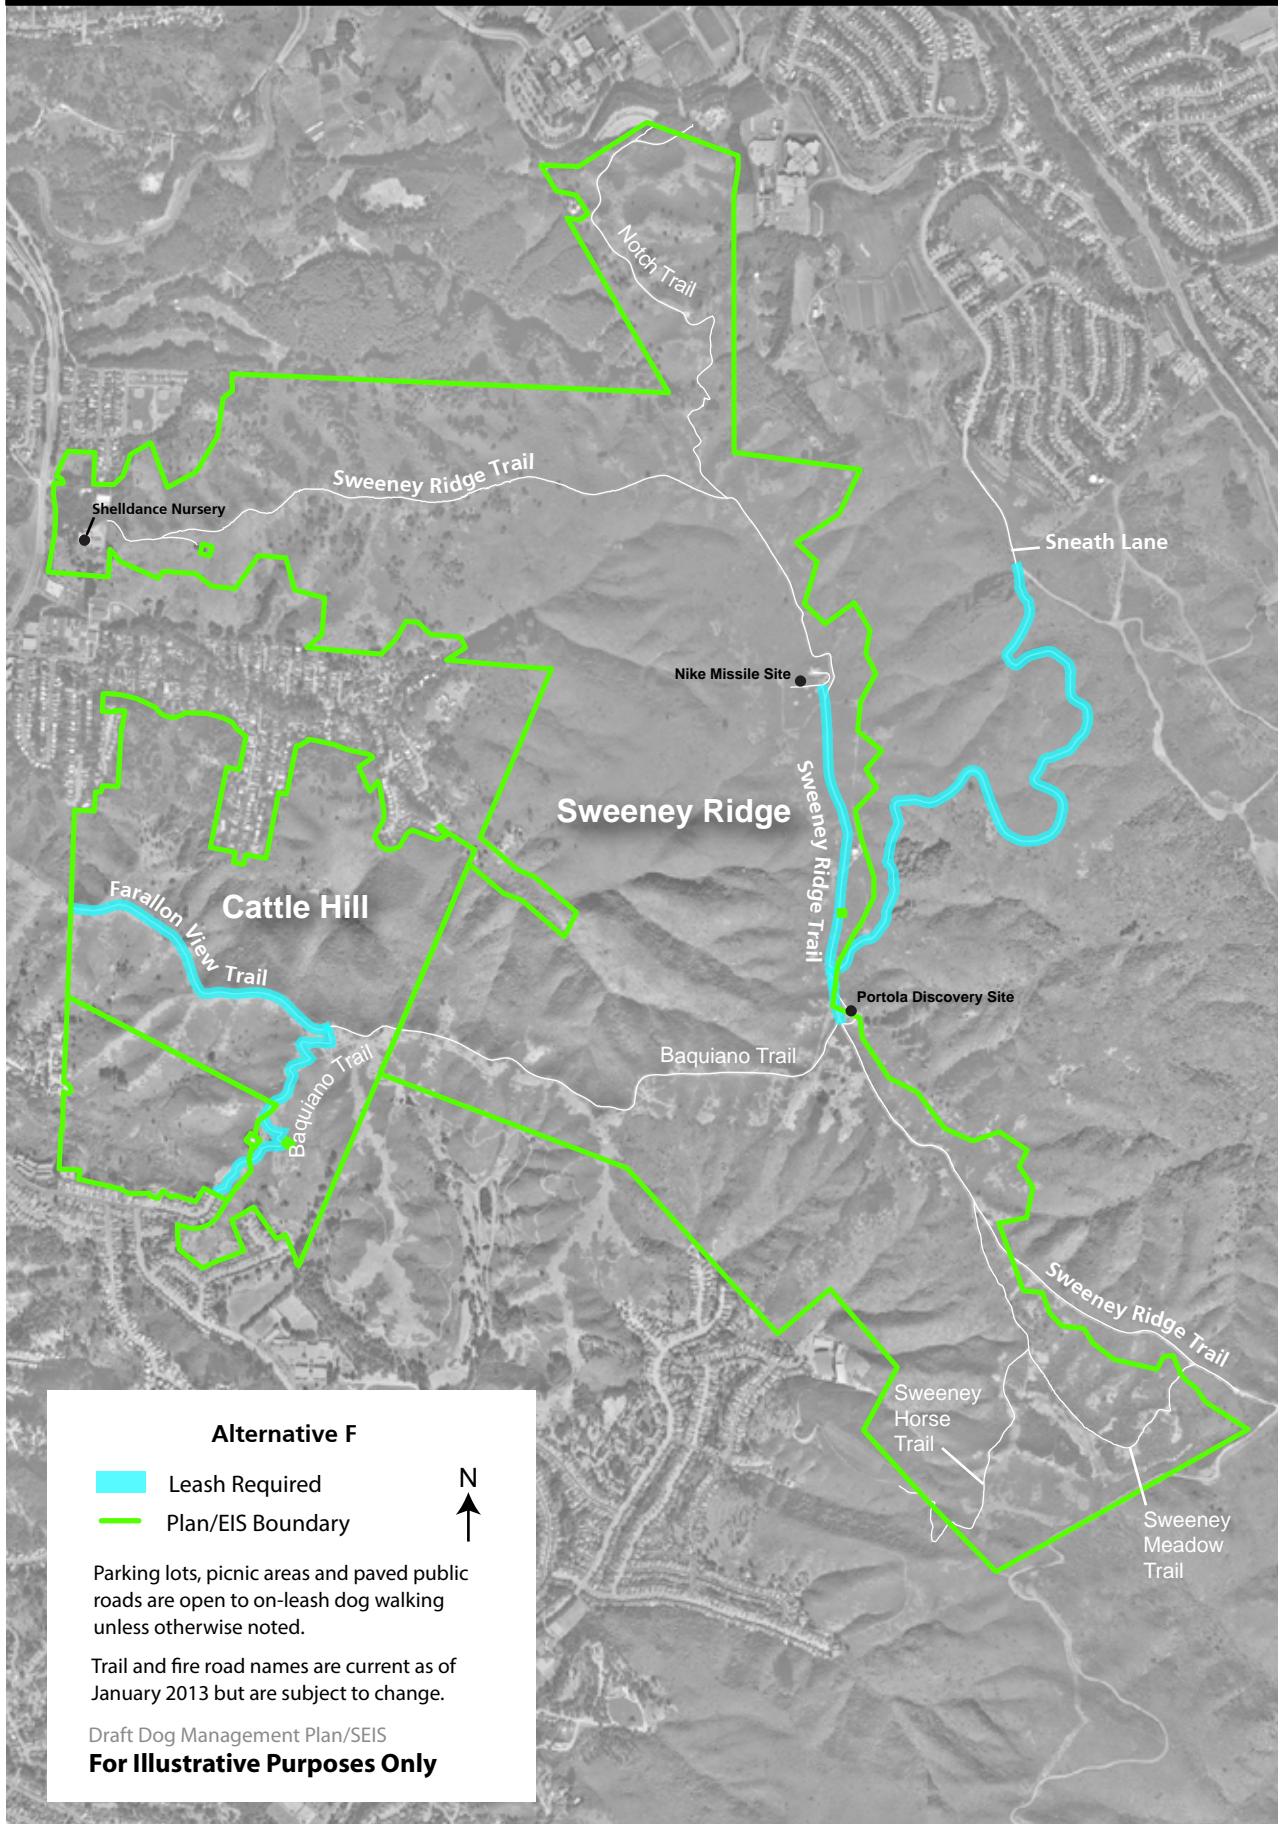 Notch Trail
Sweeney Ridge Trail
Shelldance Nursery
Sneath Lane
Nike Missile Site
Sweeney Ridge
Sweeney Ridge Trail
Farallon View Trail
Cattle Hill
Portola Discovery Site
Baquiano Trail
Baquiano Trail
Sweeney Ridge Trail
Sweeney
Horse
Trail
Sweeney
Meadow
Trail
Alternative F
Leash Required
Plan/EIS Boundary
N
Parking lots, picnic areas and paved public
roads are open to on-leash dog walking
unless otherwise noted.
Trail and fire road names are current as of
January 2013 but are subject to change.
Draft Dog Management Plan/SEIS
For Illustrative Purposes Only